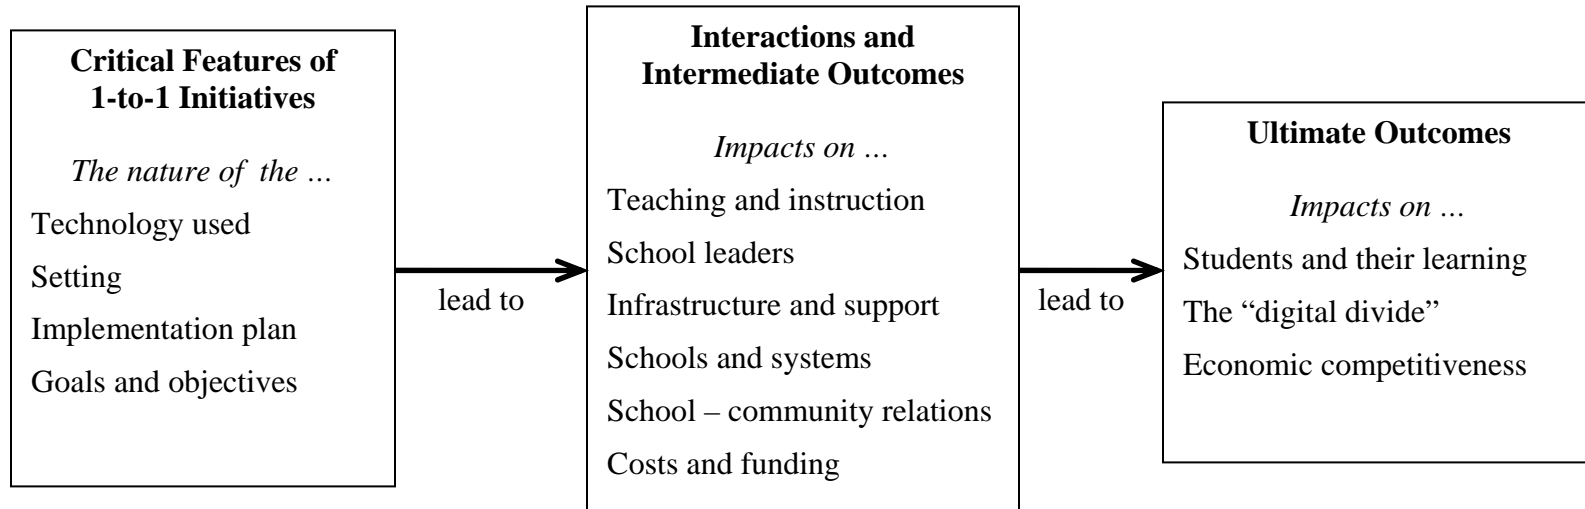 Critical Features of
1-to-1 Initiatives
The nature of the …
Technology used
Setting
Implementation plan
Goals and objectives
lead to
Interactions and
Intermediate Outcomes
Impacts on …
Teaching and instruction
School leaders
Infrastructure and support
Schools and systems
School – community relations
Costs and funding
lead to
Ultimate Outcomes
Impacts on …
Students and their learning
The “digital divide”
Economic competitiveness